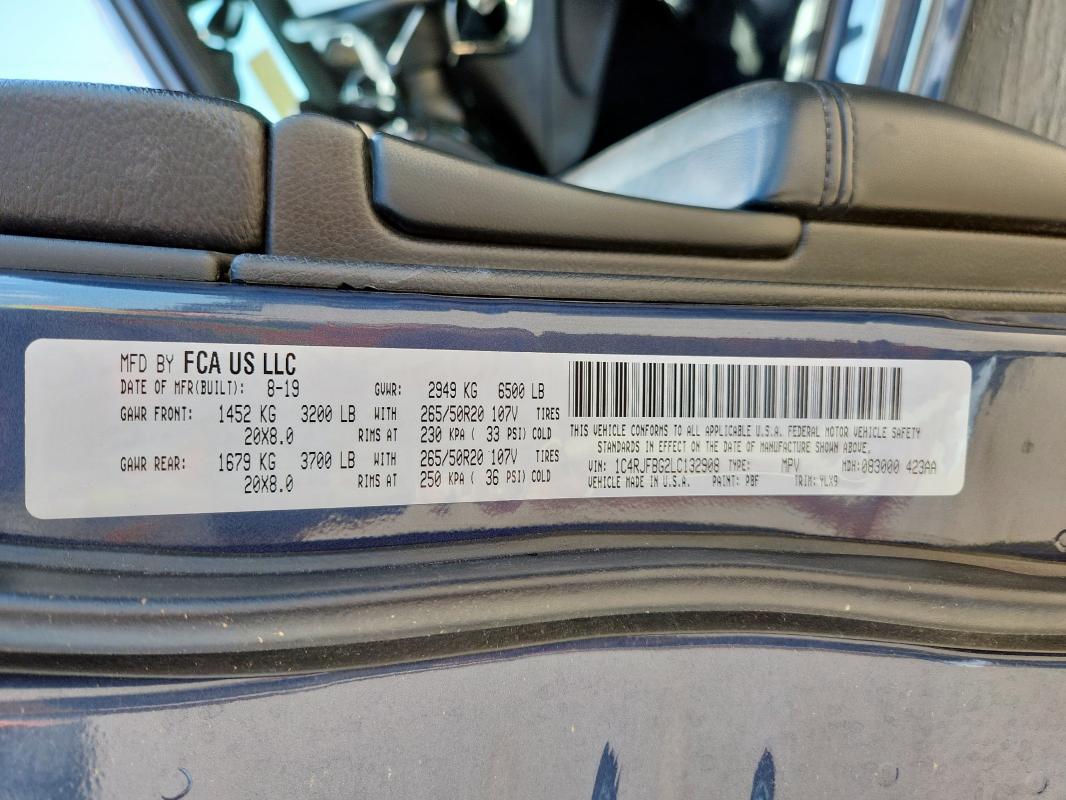 MFD BY FCA US LLC
DATE OF MFR(BUILT): 8-19 GVWR: 2949 KG 6500 LB
GAWR FRONT: 1452 KG 3200 LB WITH 265/50R20 107V TIRES
20X8.0 RIMS AT 230 KPA ( 33 PSI) COLD
GAWR REAR: 1679 KG 3700 LB WITH 265/50R20 107V TIRES
20X8.0 RIMS AT 250 KPA ( 36 PSI) COLD
THIS VEHICLE CONFORMS TO ALL APPLICABLE U.S.A. FEDERAL MOTOR VEHICLE SAFETY
STANDARDS IN EFFECT ON THE DATE OF MANUFACTURE SHOWN ABOVE.
VIN: 1C4RJFBG2LC132908 TYPE: MPV MDH: 083000 423AA
VEHICLE MADE IN U.S.A. PAINT: PBF TRIM: YLX9